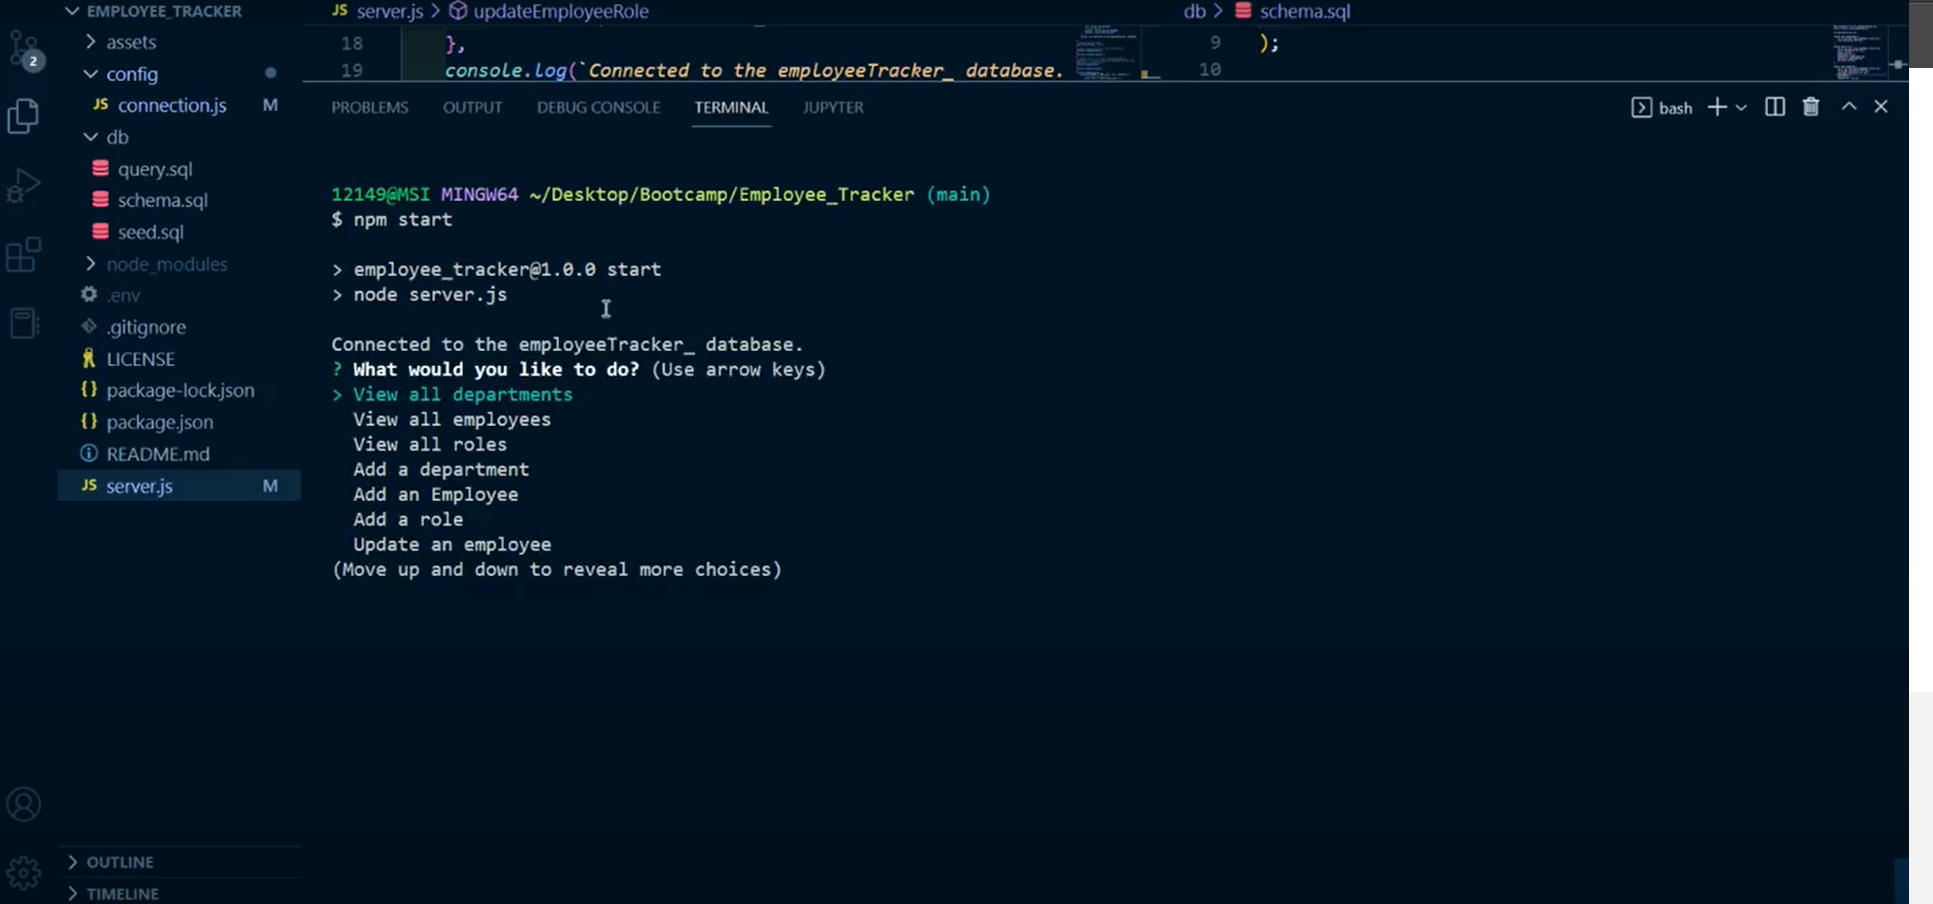 EMPLOYEE_TRACKER
assets
config
JS connection.js M
db
query.sql
schema.sql
seed.sql
node_modules
.env
.gitignore
LICENSE
{} package-lock.json
{} package.json
README.md
JS server.js M
OUTLINE
TIMELINE
2
JS server.js > updateEmployeeRole
18 },
19 console.log(`Connected to the employeeTracker_ database.
db > schema.sql
9 );
10
PROBLEMS OUTPUT DEBUG CONSOLE TERMINAL JUPYTER
bash
12149@MSI MINGW64 ~/Desktop/Bootcamp/Employee_Tracker (main)
$ npm start
> employee_tracker@1.0.0 start
> node server.js
Connected to the employeeTracker_ database.
? What would you like to do? (Use arrow keys)
> View all departments
View all employees
View all roles
Add a department
Add an Employee
Add a role
Update an employee
(Move up and down to reveal more choices)